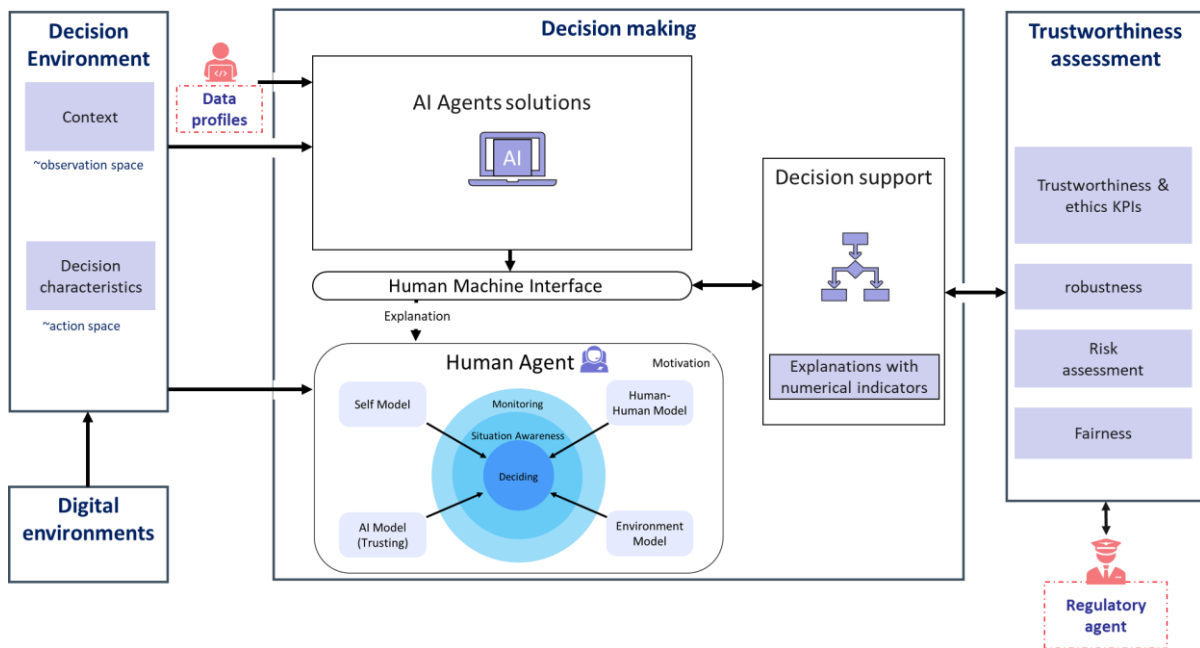 Decision
Environment
Context
~observation space
Decision
characteristics
~action space
Digital
environments
Data
profiles
Decision making
AI Agents solutions
AI
Human Machine Interface
Explanation
Human Agent
Motivation
Self Model
Human-
Human Model
Monitoring
Situation Awareness
Deciding
AI Model
(Trusting)
Environment
Model
Decision support
Explanations with
numerical indicators
Trustworthiness
assessment
Trustworthiness &
ethics KPIs
robustness
Risk
assessment
Fairness
Regulatory
agent